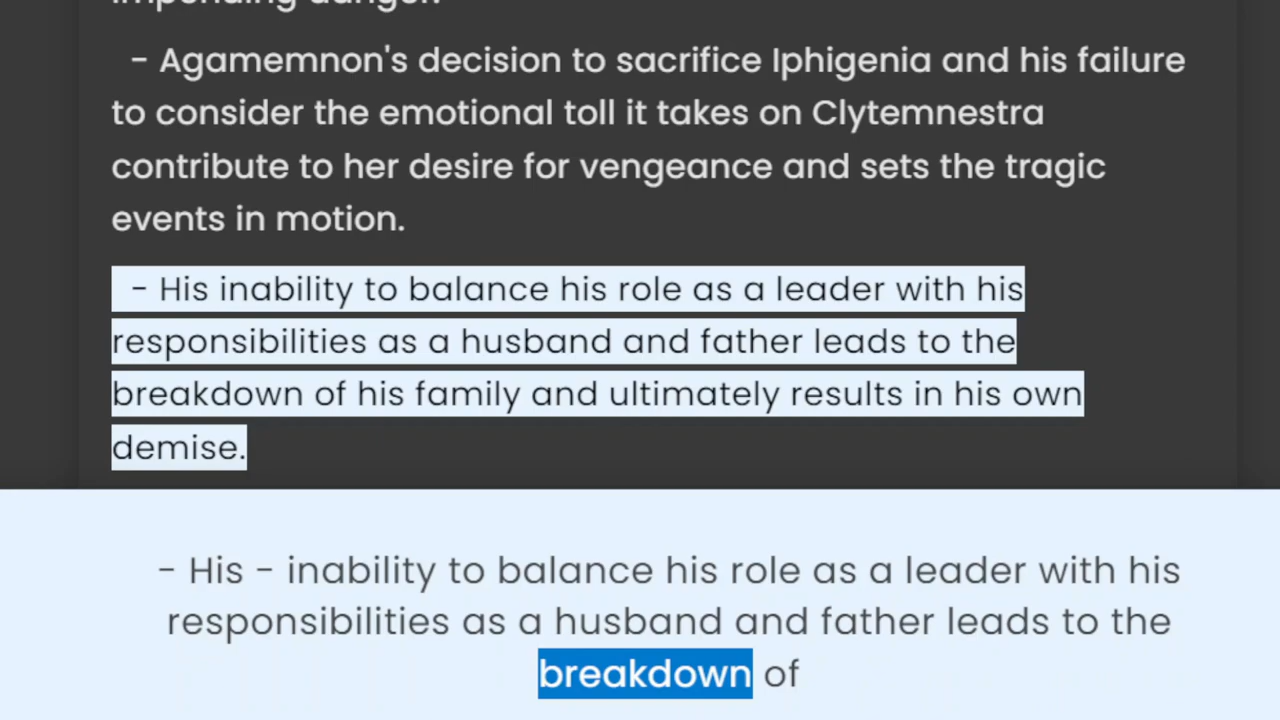 impending danger.
- Agamemnon's decision to sacrifice Iphigenia and his failure
to consider the emotional toll it takes on Clytemnestra
contribute to her desire for vengeance and sets the tragic
events in motion.
- His inability to balance his role as a leader with his
responsibilities as a husband and father leads to the
breakdown of his family and ultimately results in his own
demise.
- His - inability to balance his role as a leader with his
responsibilities as a husband and father leads to the
breakdown of